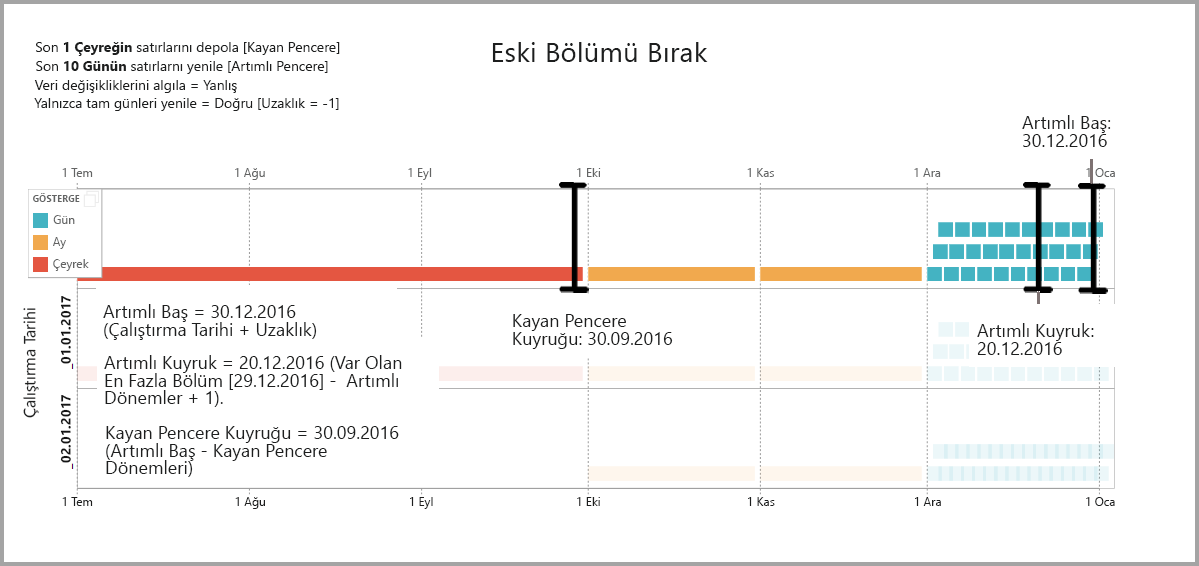 Eski Bölümü Bırak
Son 1 Çeyreğin satırlarını depola [Kayan Pencere]
Son 10 Günün satırlarnı yenile [Artımlı Pencere]
Veri değişikliklerini algıla = Yanlış
Yalnızca tam günleri yenile = Doğru [Uzaklık = -1]
Artımlı Baş:
30.12.2016
1 Tem
1 Ağu
1 Eyl
1 Eki
1 Kas
1 Ara
1 Oca
GÖSTERGE
Gün
Ay
Çeyrek
Çalıştırma Tarihi
01.01.2017
02.01.2017
Artımlı Baş = 30.12.2016
(Çalıştırma Tarihi + Uzaklık)
Artımlı Kuyruk = 20.12.2016 (Var Olan
En Fazla Bölüm [29.12.2016] - Artımlı
Dönemler + 1).
Kayan Pencere Kuyruğu = 30.09.2016
(Artımlı Baş - Kayan Pencere
Dönemleri)
Kayan Pencere
Kuyruğu: 30.09.2016
Artımlı Kuyruk:
20.12.2016
1 Tem
1 Ağu
1 Eyl
1 Eki
1 Kas
1 Ara
1 Oca